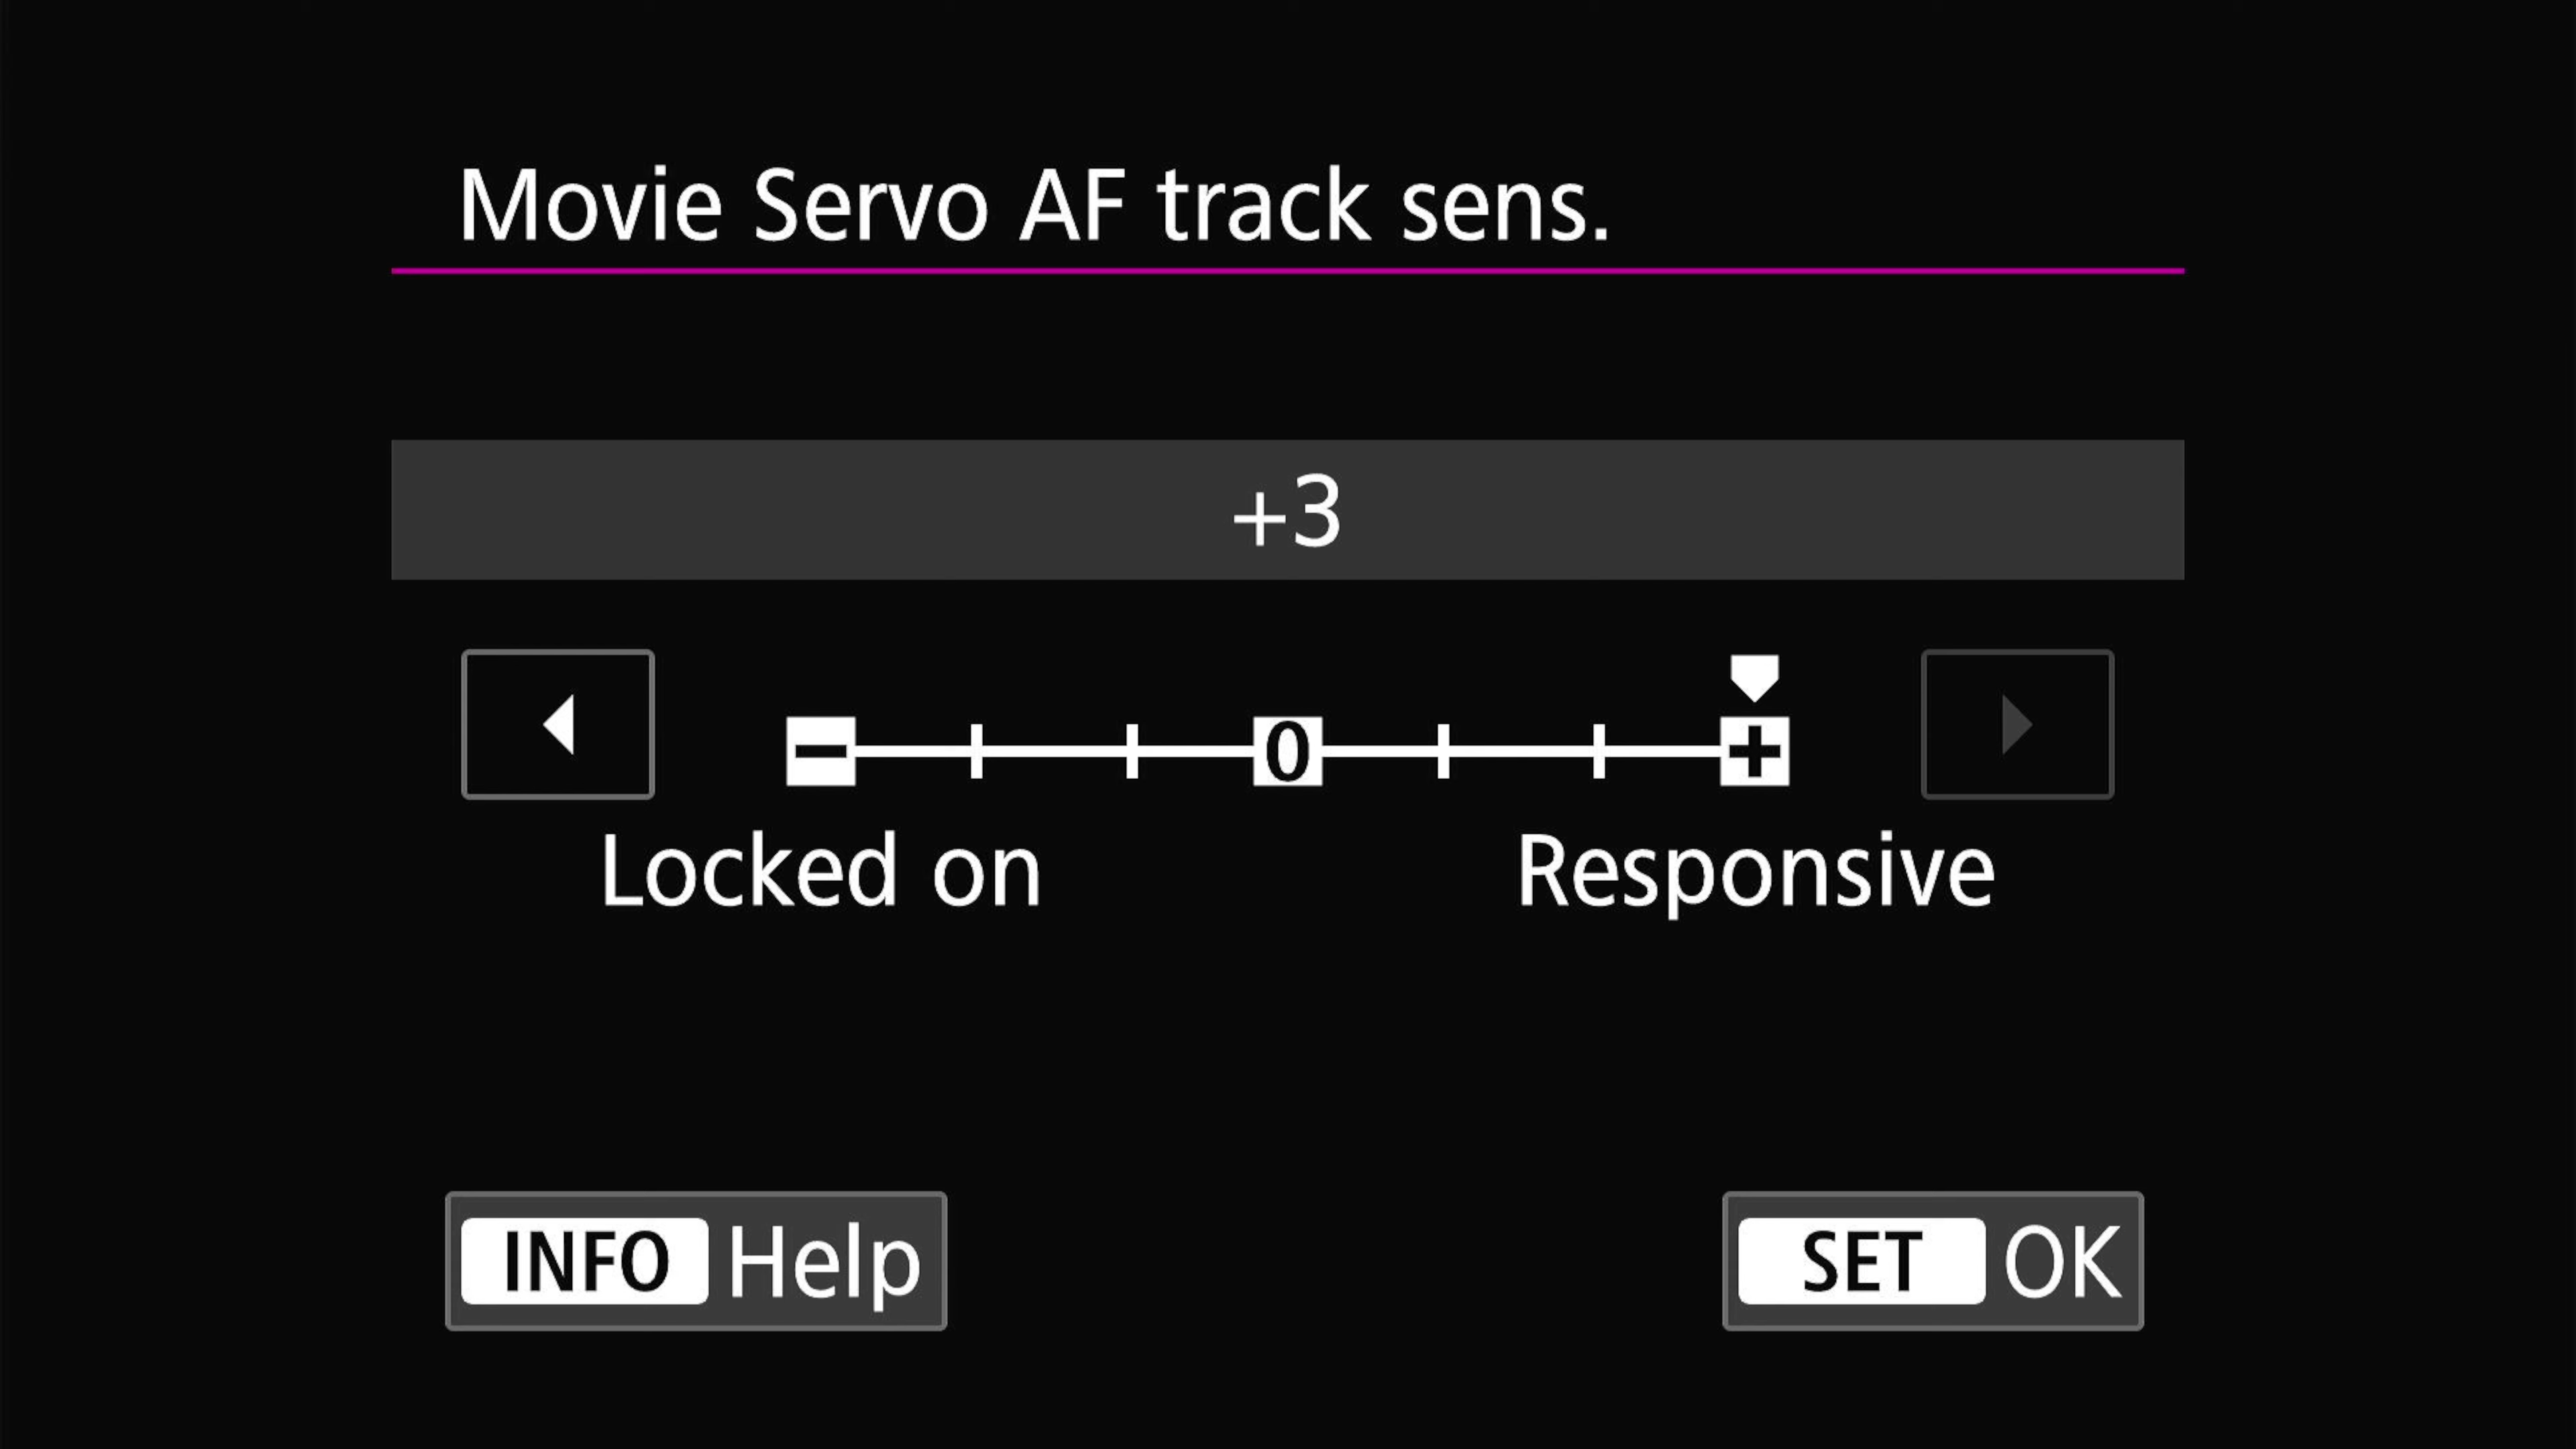 Movie Servo AF track sens.
+3
0
Locked on Responsive
INFO Help SET OK